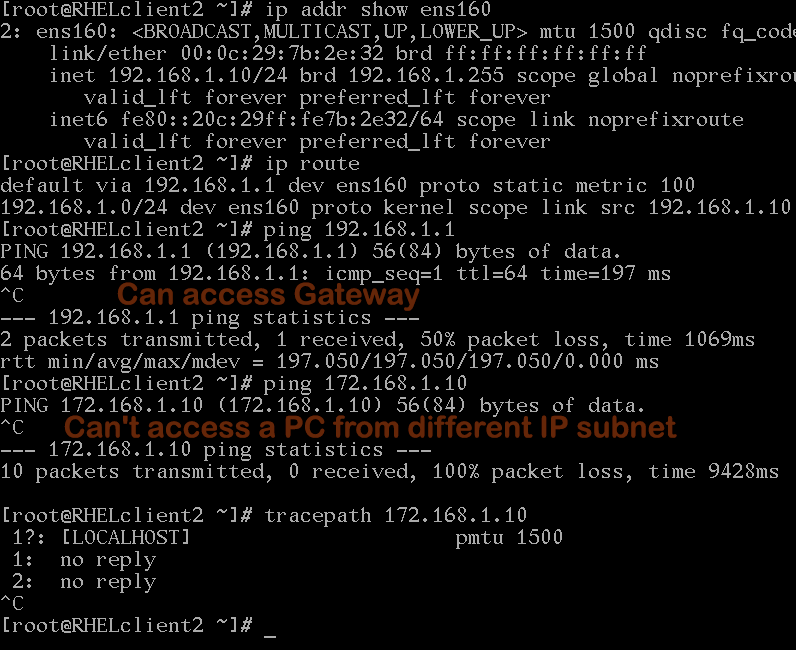 [root@RHELclient2 ~]# ip addr show ens160
2: ens160: <BROADCAST,MULTICAST,UP,LOWER_UP> mtu 1500 qdisc fq_code
link/ether 00:0c:29:7b:2e:32 brd ff:ff:ff:ff:ff:ff
inet 192.168.1.10/24 brd 192.168.1.255 scope global noprefixrou
valid_lft forever preferred_lft forever
inet6 fe80::20c:29ff:fe7b:2e32/64 scope link noprefixroute
valid_lft forever preferred_lft forever
[root@RHELclient2 ~]# ip route
default via 192.168.1.1 dev ens160 proto static metric 100
192.168.1.0/24 dev ens160 proto kernel scope link src 192.168.1.10
[root@RHELclient2 ~]# ping 192.168.1.1
PING 192.168.1.1 (192.168.1.1) 56(84) bytes of data.
64 bytes from 192.168.1.1: icmp_seq=1 ttl=64 time=197 ms
^C Can access Gateway
--- 192.168.1.1 ping statistics ---
2 packets transmitted, 1 received, 50% packet loss, time 1069ms
rtt min/avg/max/mdev = 197.050/197.050/197.050/0.000 ms
[root@RHELclient2 ~]# ping 172.168.1.10
PING 172.168.1.10 (172.168.1.10) 56(84) bytes of data.
^C Can't access a PC from different IP subnet
--- 172.168.1.10 ping statistics ---
10 packets transmitted, 0 received, 100% packet loss, time 9428ms
[root@RHELclient2 ~]# tracepath 172.168.1.10
1?: [LOCALHOST] pmtu 1500
1: no reply
2: no reply
^C
[root@RHELclient2 ~]# _